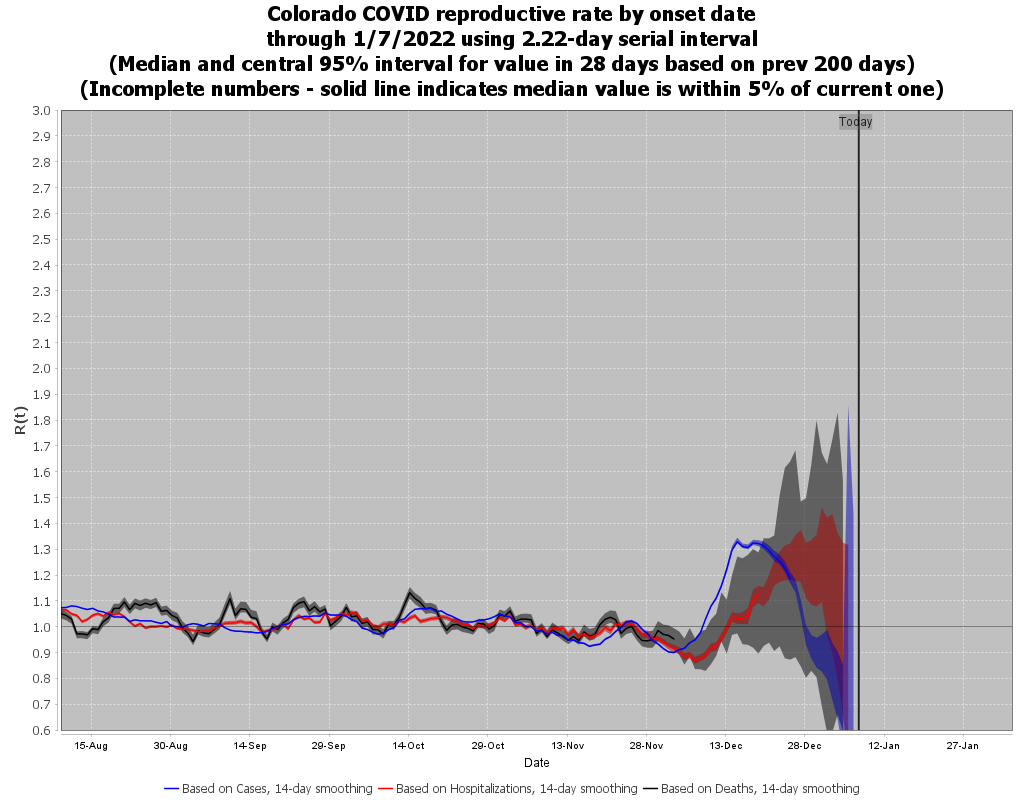 Colorado COVID reproductive rate by onset date
through 1/7/2022 using 2.22-day serial interval
(Median and central 95% interval for value in 28 days based on prev 200 days)
(Incomplete numbers - solid line indicates median value is within 5% of current one)
Today
3.0
2.9
2.8
2.7
2.6
2.5
2.4
2.3
2.2
2.1
2.0
1.9
1.8
1.7
1.6
1.5
1.4
1.3
1.2
1.1
1.0
0.9
0.8
0.7
0.6
R(t)
15-Aug 30-Aug 14-Sep 29-Sep 14-Oct 29-Oct 13-Nov 28-Nov 13-Dec 28-Dec 12-Jan 27-Jan
Date
Based on Cases, 14-day smoothing Based on Hospitalizations, 14-day smoothing Based on Deaths, 14-day smoothing